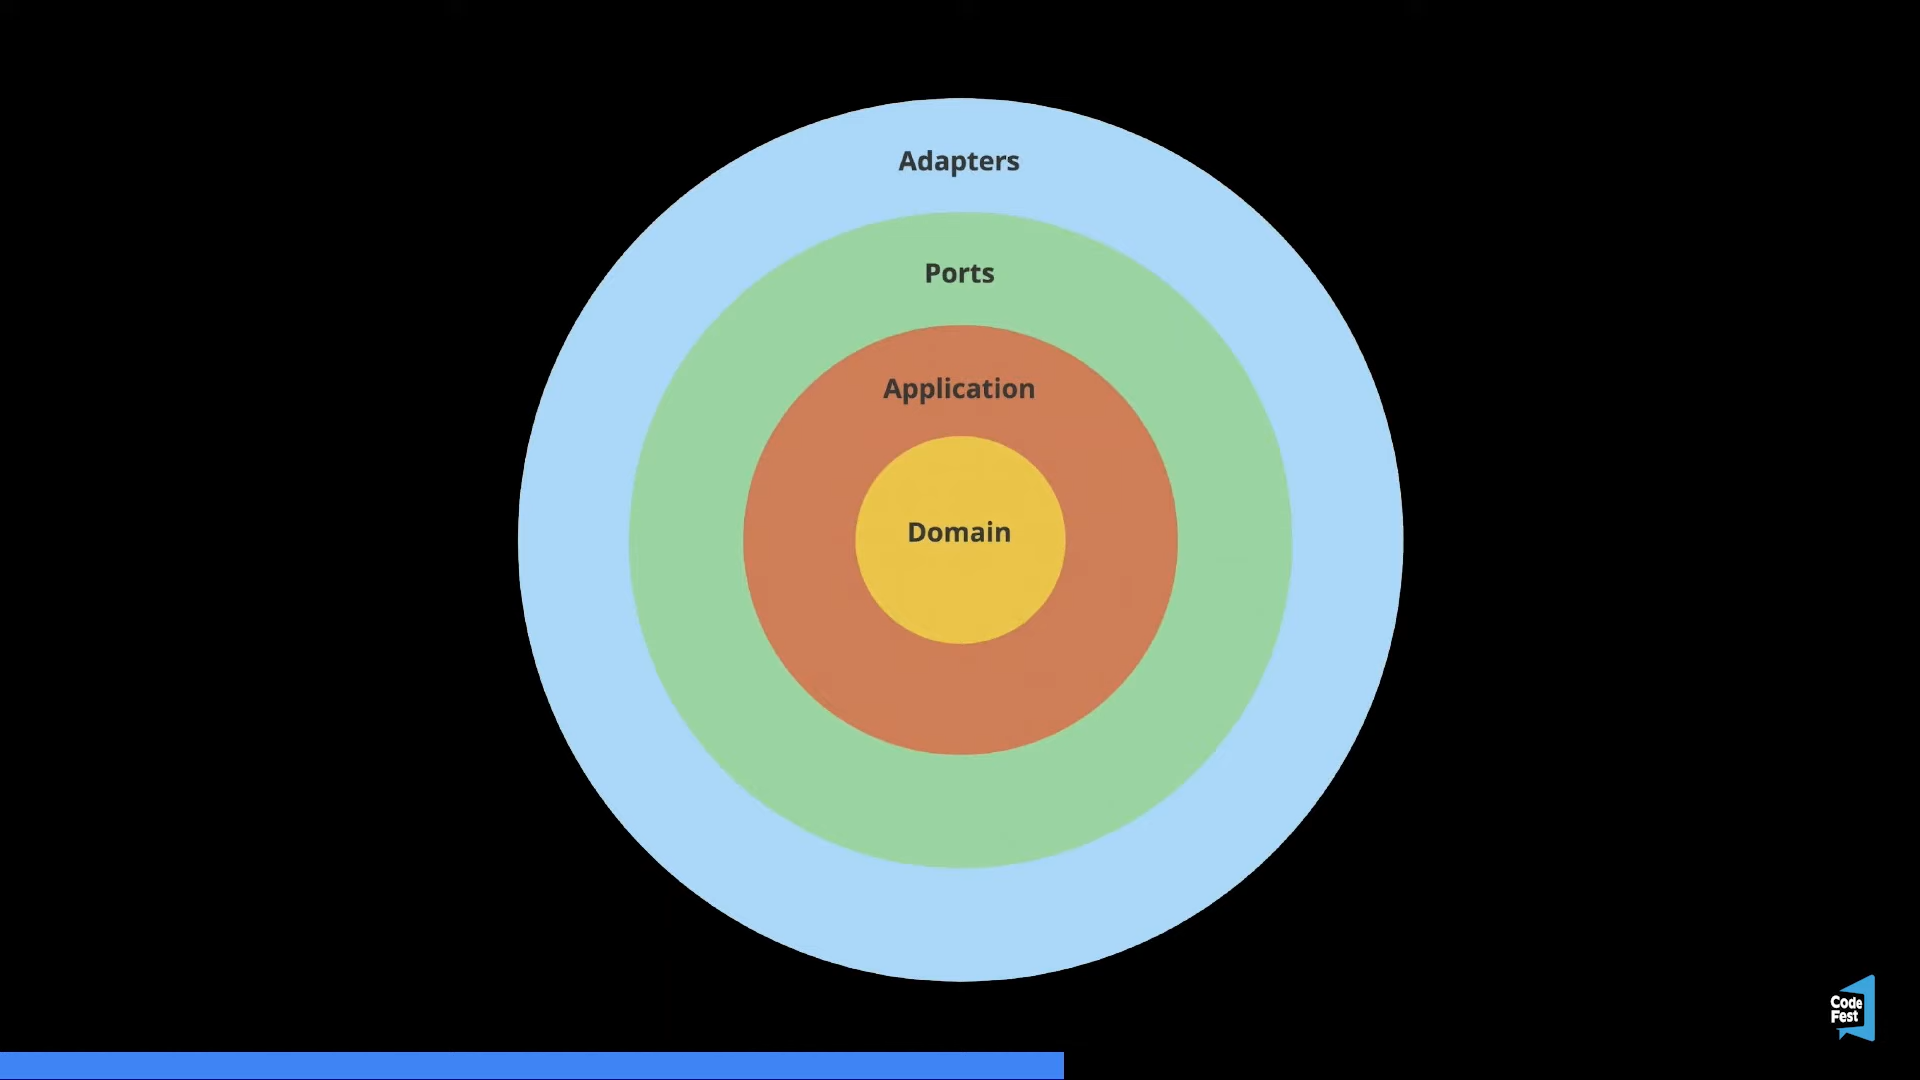 Adapters
Ports
Application
Domain
Code
Fest